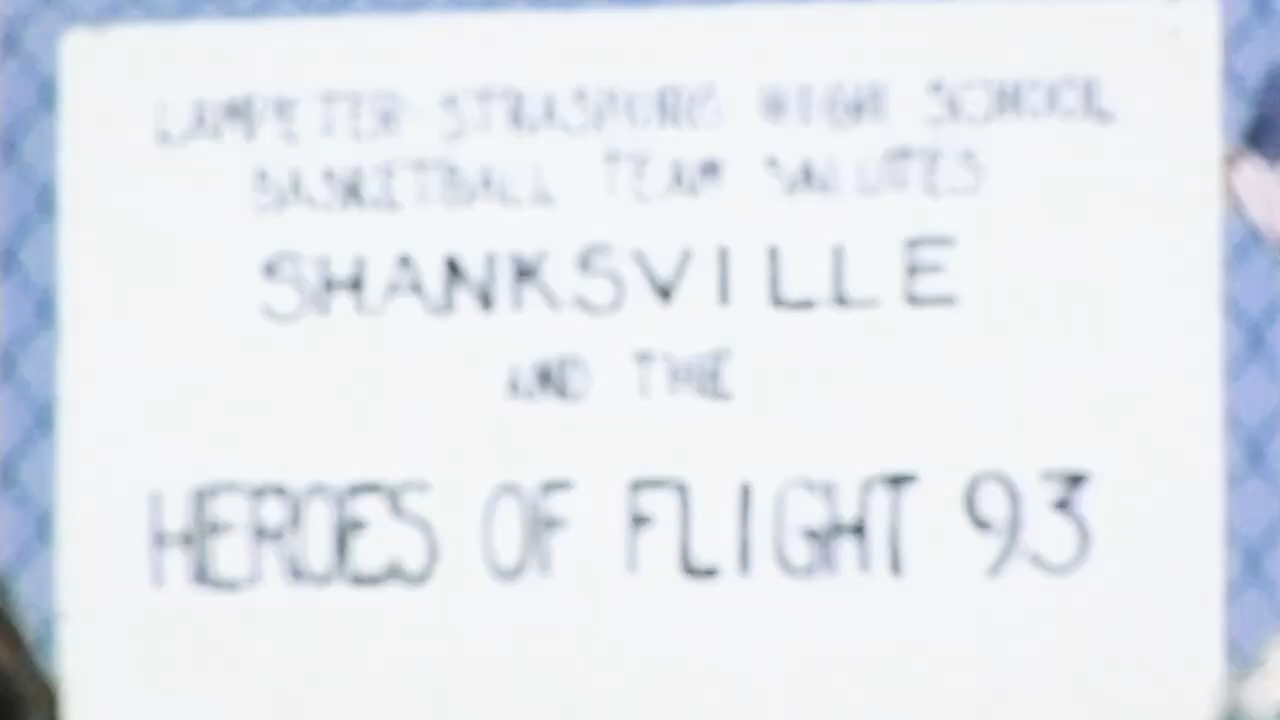 LAMPETER-STRASBURG HIGH SCHOOL
BASKETBALL TEAM SALUTES
SHANKSVILLE
AND THE
HEROES OF FLIGHT 93